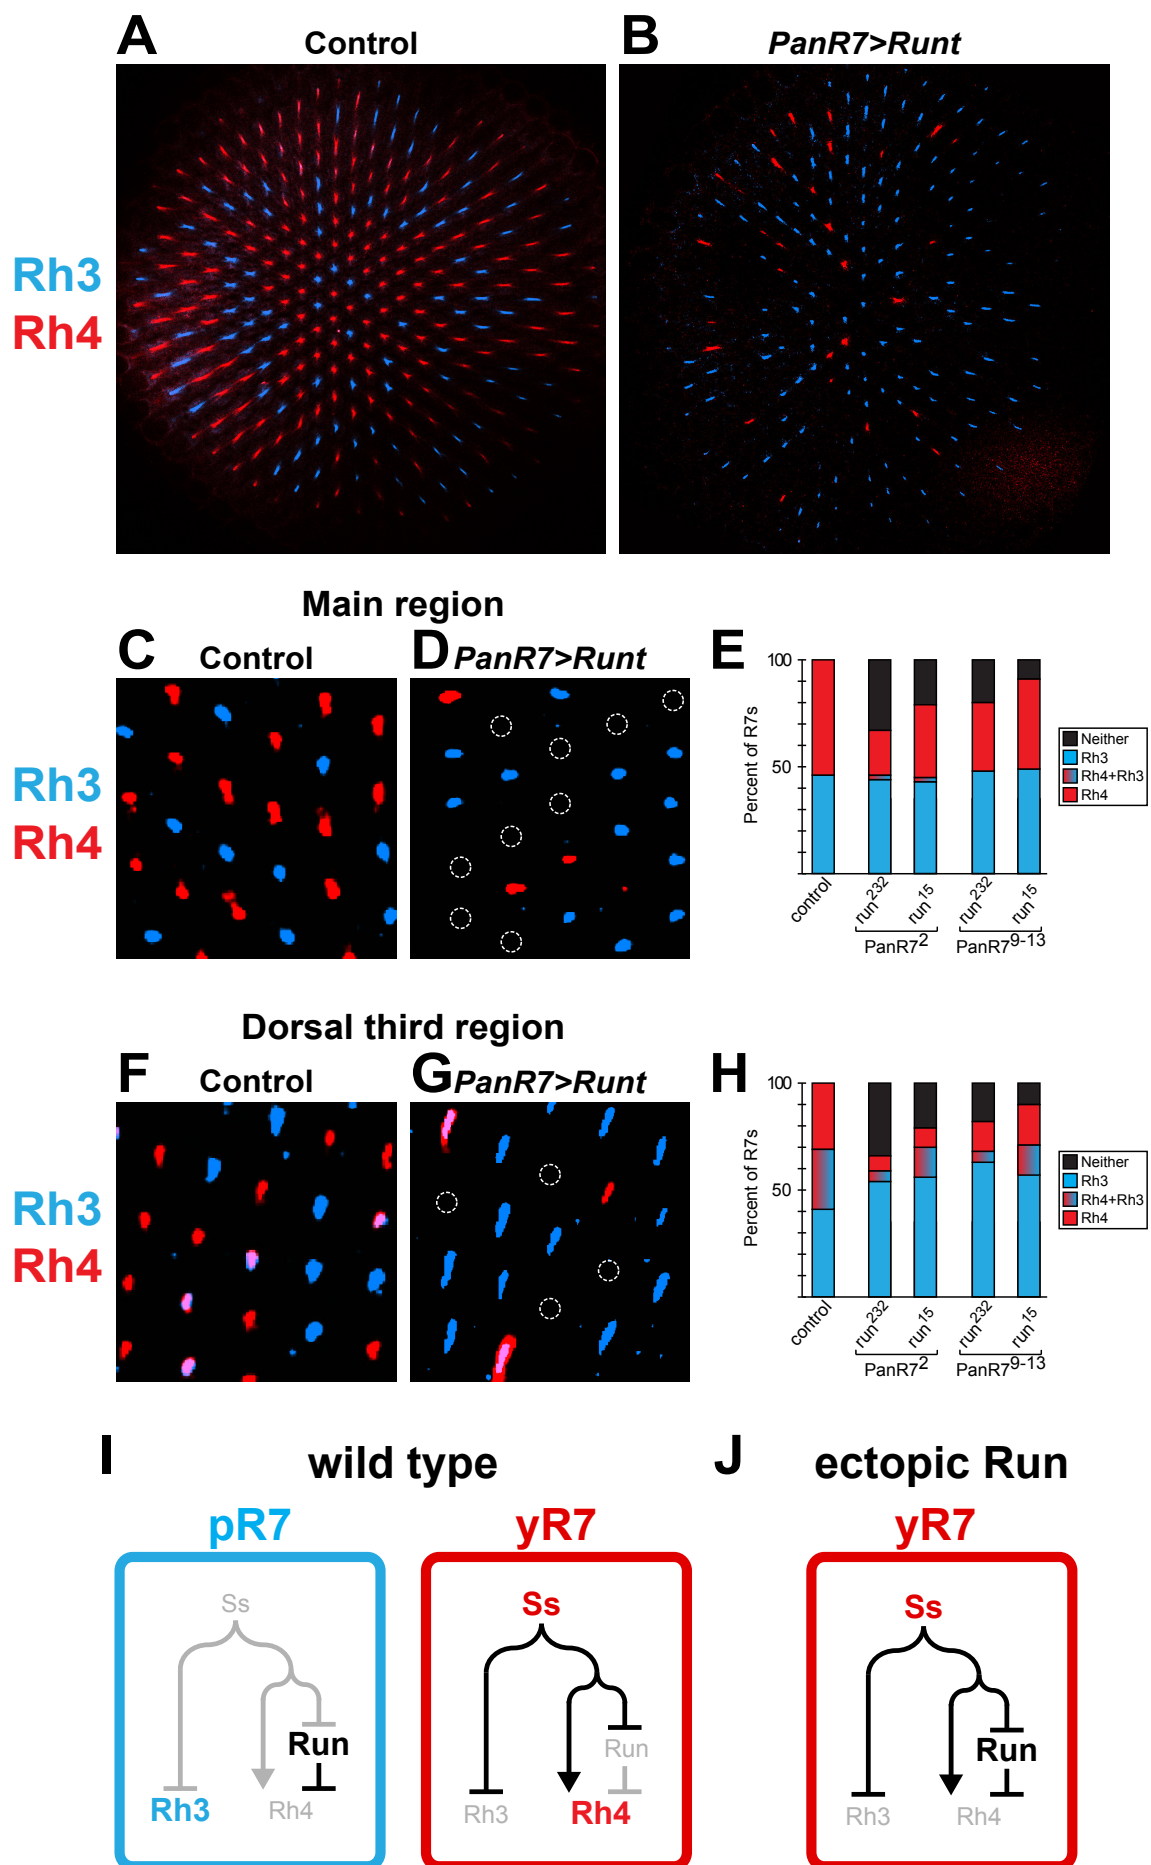 A Control
B PanR7>Runt
Rh3
Rh4
Main region
C Control
D PanR7>Runt
E
Rh3
Rh4
Percent of R7s
100
50
control
run232
run15
run232
run15
PanR72
PanR79-13
Neither
Rh3
Rh4+Rh3
Rh4
Dorsal third region
F Control
G PanR7>Runt
H
Rh3
Rh4
Percent of R7s
100
50
control
run232
run15
run232
run15
PanR72
PanR79-13
Neither
Rh3
Rh4+Rh3
Rh4
I wild type
J ectopic Run
pR7
yR7
yR7
Ss
Run
Rh3
Rh4
Ss
Run
Rh3
Rh4
Ss
Run
Rh3
Rh4